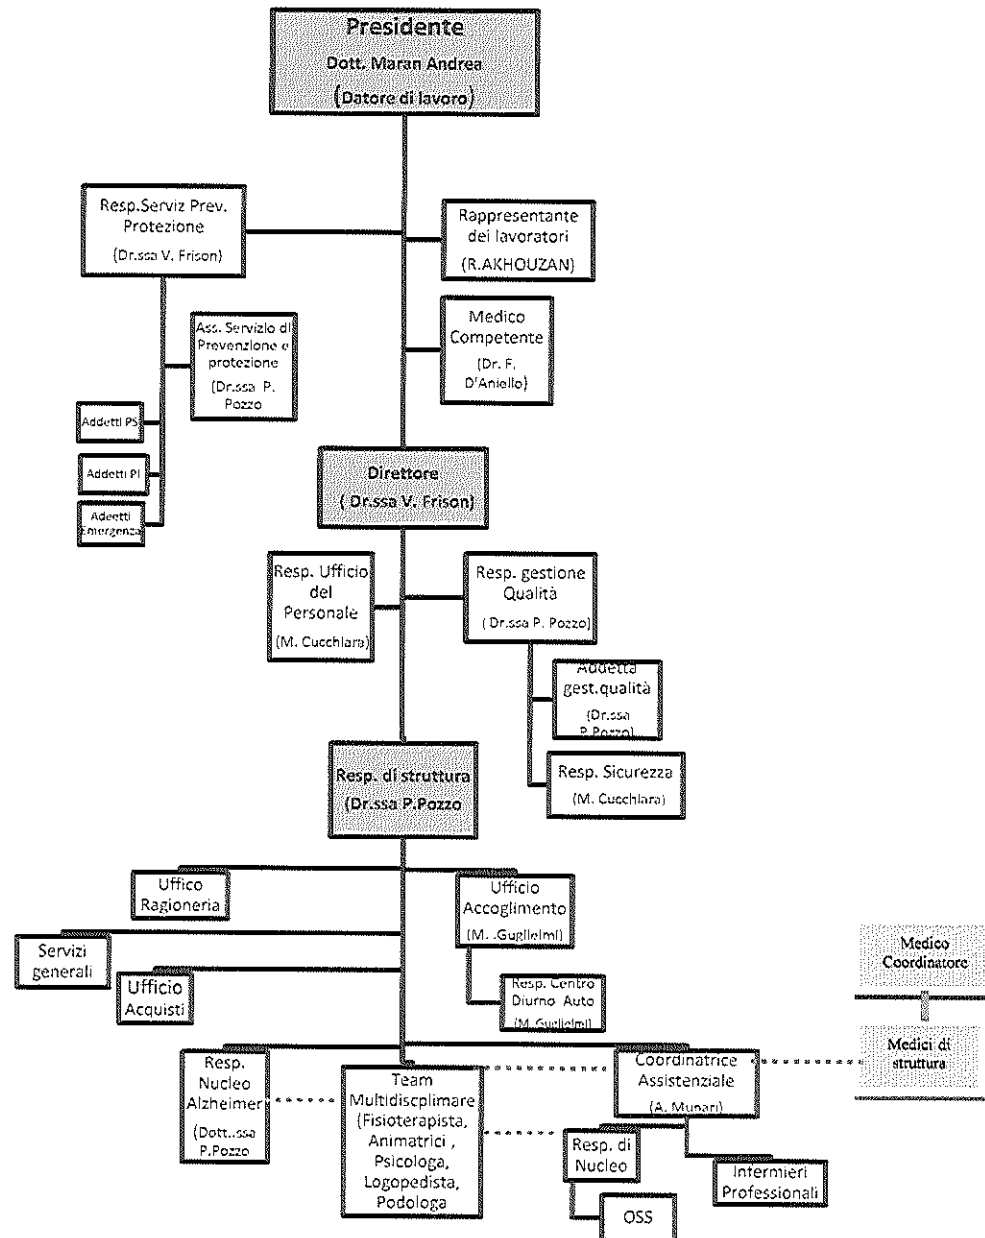 Presidente
Dott. Maran Andrea
(Datore di lavoro)
Resp.Serviz Prev.
Protezione
(Dr.ssa V. Frison)
Rappresentante
dei lavoratori
(R.AKHOUZAN)
Ass. Servizio di
Prevenzione e
protezione
(Dr.ssa P.
Pozzo
Medico
Competente
(Dr. F.
D'Aniello)
Addetti PS
Addetti PI
Adeetti
Emergenza
Direttore
( Dr.ssa V. Frison)
Resp. Ufficio
del
Personale
(M. Cucchiara)
Resp. gestione
Qualità
( Dr.ssa P. Pozzo)
Addetta
gest.qualità
(Dr.ssa
P.Pozzo)
Resp. Sicurezza
(M. Cucchiara)
Resp. di struttura
(Dr.ssa P.Pozzo
Uffico
Ragioneria
Ufficio
Accoglimento
(M. .Guglielmi)
Servizi
generali
Ufficio
Acquisti
Resp. Centro
Diurno Auto
(M.Guglielmi)
Medico
Coordinatore
Medici di
struttura
Resp.
Nucleo
Alzheimer
(Dott..ssa
P.Pozzo
Team
Multidiscplimare
(Fisioterapista,
Animatrici ,
Psicologa,
Logopedista,
Podologa
Coordinatrice
Assistenziale
(A. Munari)
Resp. di
Nucleo
Infermieri
Professionali
OSS